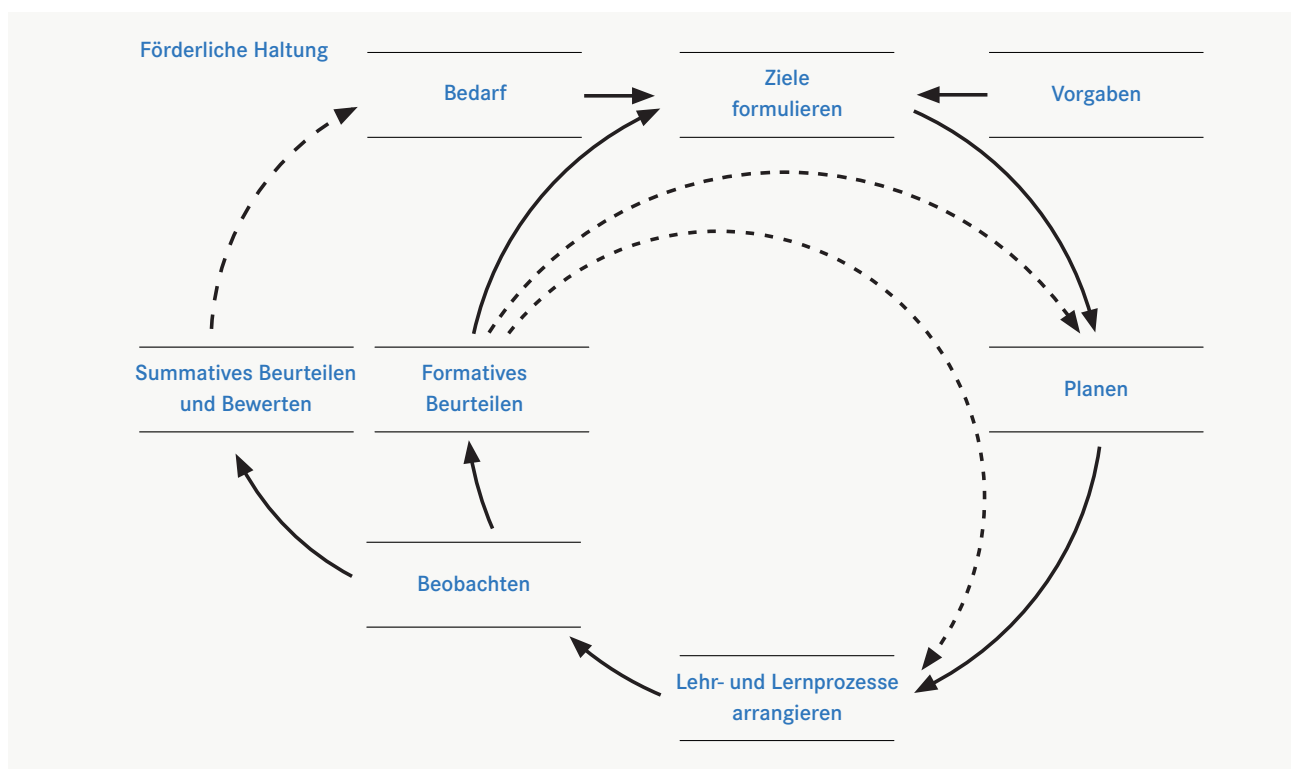 Förderliche Haltung
Bedarf
Ziele
formulieren
Vorgaben
Summatives Beurteilen
und Bewerten
Formatives
Beurteilen
Planen
Beobachten
Lehr- und Lernprozesse
arrangieren